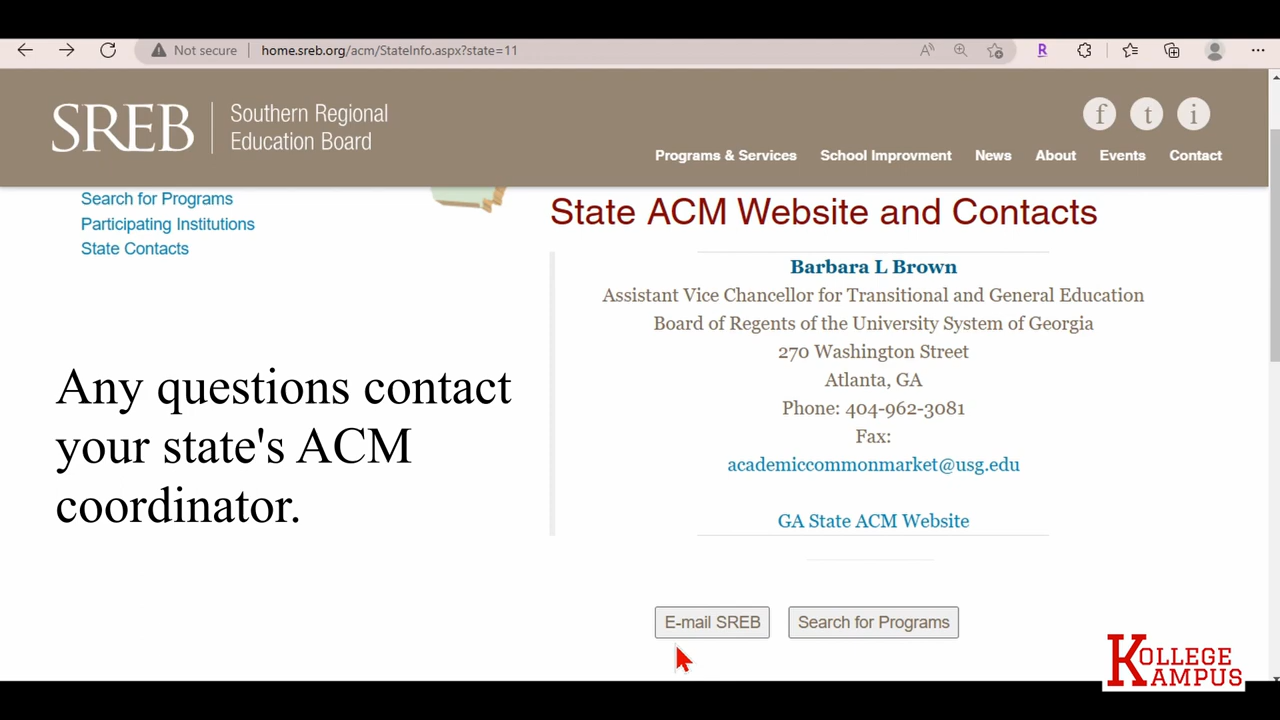 Not secure
home.sreb.org/acm/StateInfo.aspx?state=11
SREB
Southern Regional
Education Board
f t i
Programs & Services
School Improvment
News
About
Events
Contact
Search for Programs
Participating Institutions
State Contacts
State ACM Website and Contacts
Barbara L Brown
Assistant Vice Chancellor for Transitional and General Education
Board of Regents of the University System of Georgia
270 Washington Street
Atlanta, GA
Phone: 404-962-3081
Fax:
academiccommonmarket@usg.edu
GA State ACM Website
Any questions contact
your state's ACM
coordinator.
E-mail SREB
Search for Programs
KOLLEGE
KAMPUS